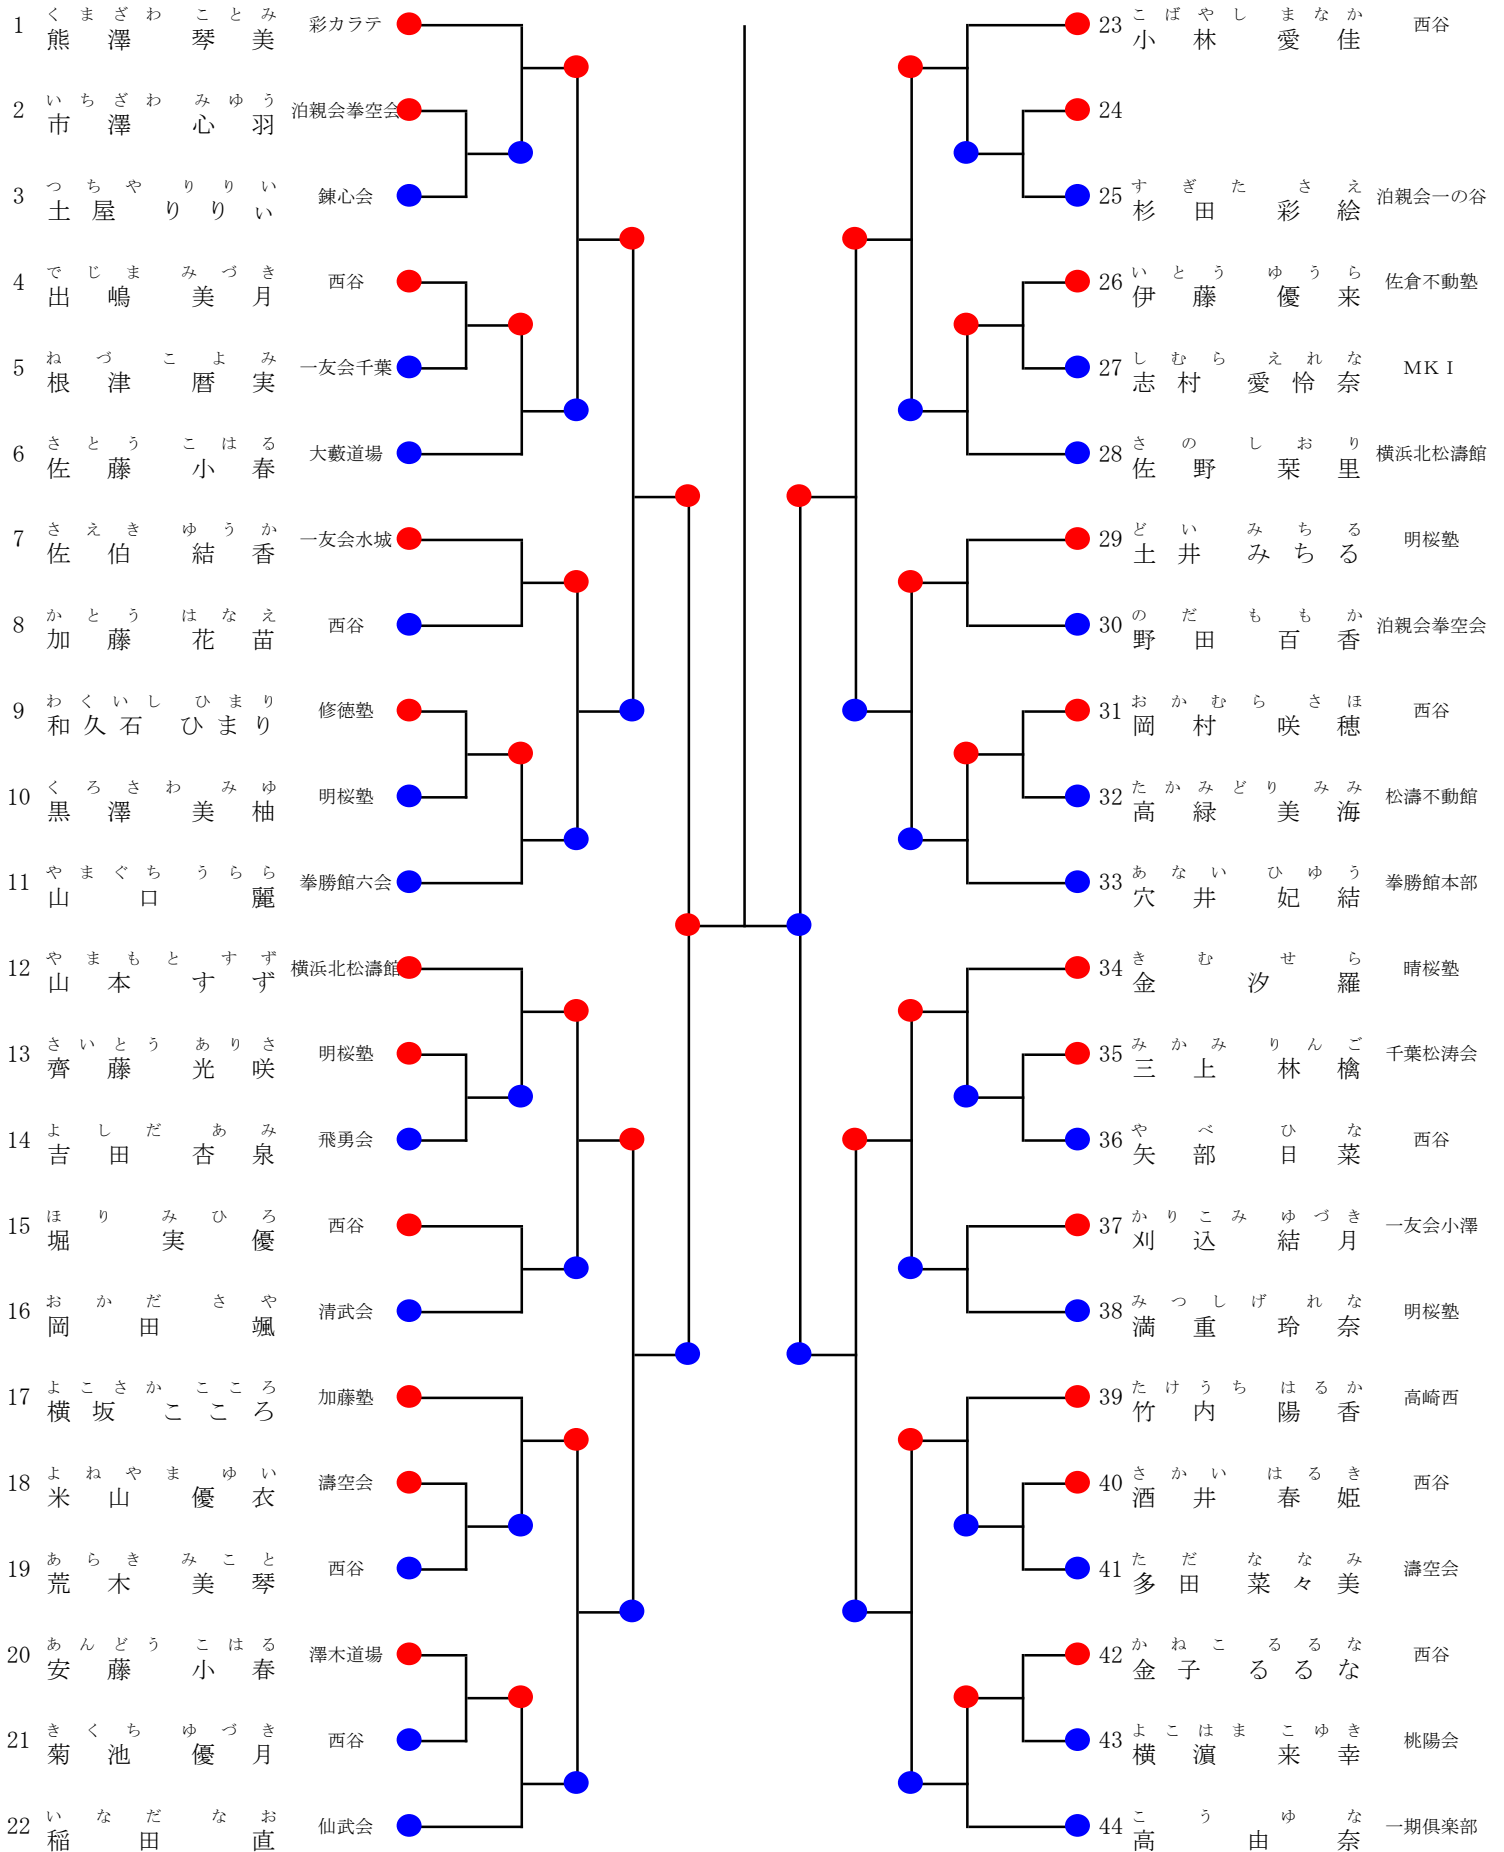 くまざわ ことみ
1 熊澤 琴美 彩カラテ
いちざわ みゆう
2 市澤 心羽 泊親会拳空会
つちや りりい
3 土屋 りりぃ 錬心会
でじま みづき
4 出嶋 美月 西谷
ねづ こよみ
5 根津 暦実 一友会千葉
さとう こはる
6 佐藤 小春 大藪道場
さえき ゆうか
7 佐伯 結香 一友会水城
かとう はなえ
8 加藤 花苗 西谷
わくいし ひまり
9 和久石 ひまり 修徳塾
くろさわ みゆ
10 黒澤 美柚 明桜塾
やまぐち うらら
11 山口 麗 拳勝館六会
やまもと すず
12 山本 すず 横浜北松濤館
さいとう ありさ
13 齊藤 光咲 明桜塾
よしだ あみ
14 吉田 杏泉 飛勇会
ほり みひろ
15 堀 実優 西谷
おかだ さや
16 岡田 颯 清武会
よこさか こころ
17 横坂 こころ 加藤塾
よねやま ゆい
18 米山 優衣 濤空会
あらき みこと
19 荒木 美琴 西谷
あんどう こはる
20 安藤 小春 澤木道場
きくち ゆづき
21 菊池 優月 西谷
いなだ なお
22 稲田 直 仙武会
こばやし まなか
23 小林 愛佳 西谷
24
すぎた さえ
25 杉田 彩絵 泊親会一の谷
いとう ゆうら
26 伊藤 優来 佐倉不動塾
しむら えれな
27 志村 愛怜奈 MKI
さの しおり
28 佐野 栞里 横浜北松濤館
どい みちる
29 土井 みちる 明桜塾
のだ ももか
30 野田 百香 泊親会拳空会
おかむら さほ
31 岡村 咲穂 西谷
たかみどり みみ
32 高緑 美海 松濤不動館
あない ひゆう
33 穴井 妃結 拳勝館本部
きむ せら
34 金 汐羅 晴桜塾
みかみ りんご
35 三上 林檎 千葉松涛会
やべ ひな
36 矢部 日菜 西谷
かりこみ ゆづき
37 刈込 結月 一友会小澤
みつしげ れな
38 満重 玲奈 明桜塾
たけうち はるか
39 竹内 陽香 高崎西
さかい はるき
40 酒井 春姫 西谷
ただ ななみ
41 多田 菜々美 濤空会
かねこ るるな
42 金子 るるな 西谷
よこはま こゆき
43 横濵 来幸 桃陽会
こう ゆな
44 高 由奈 一期倶楽部